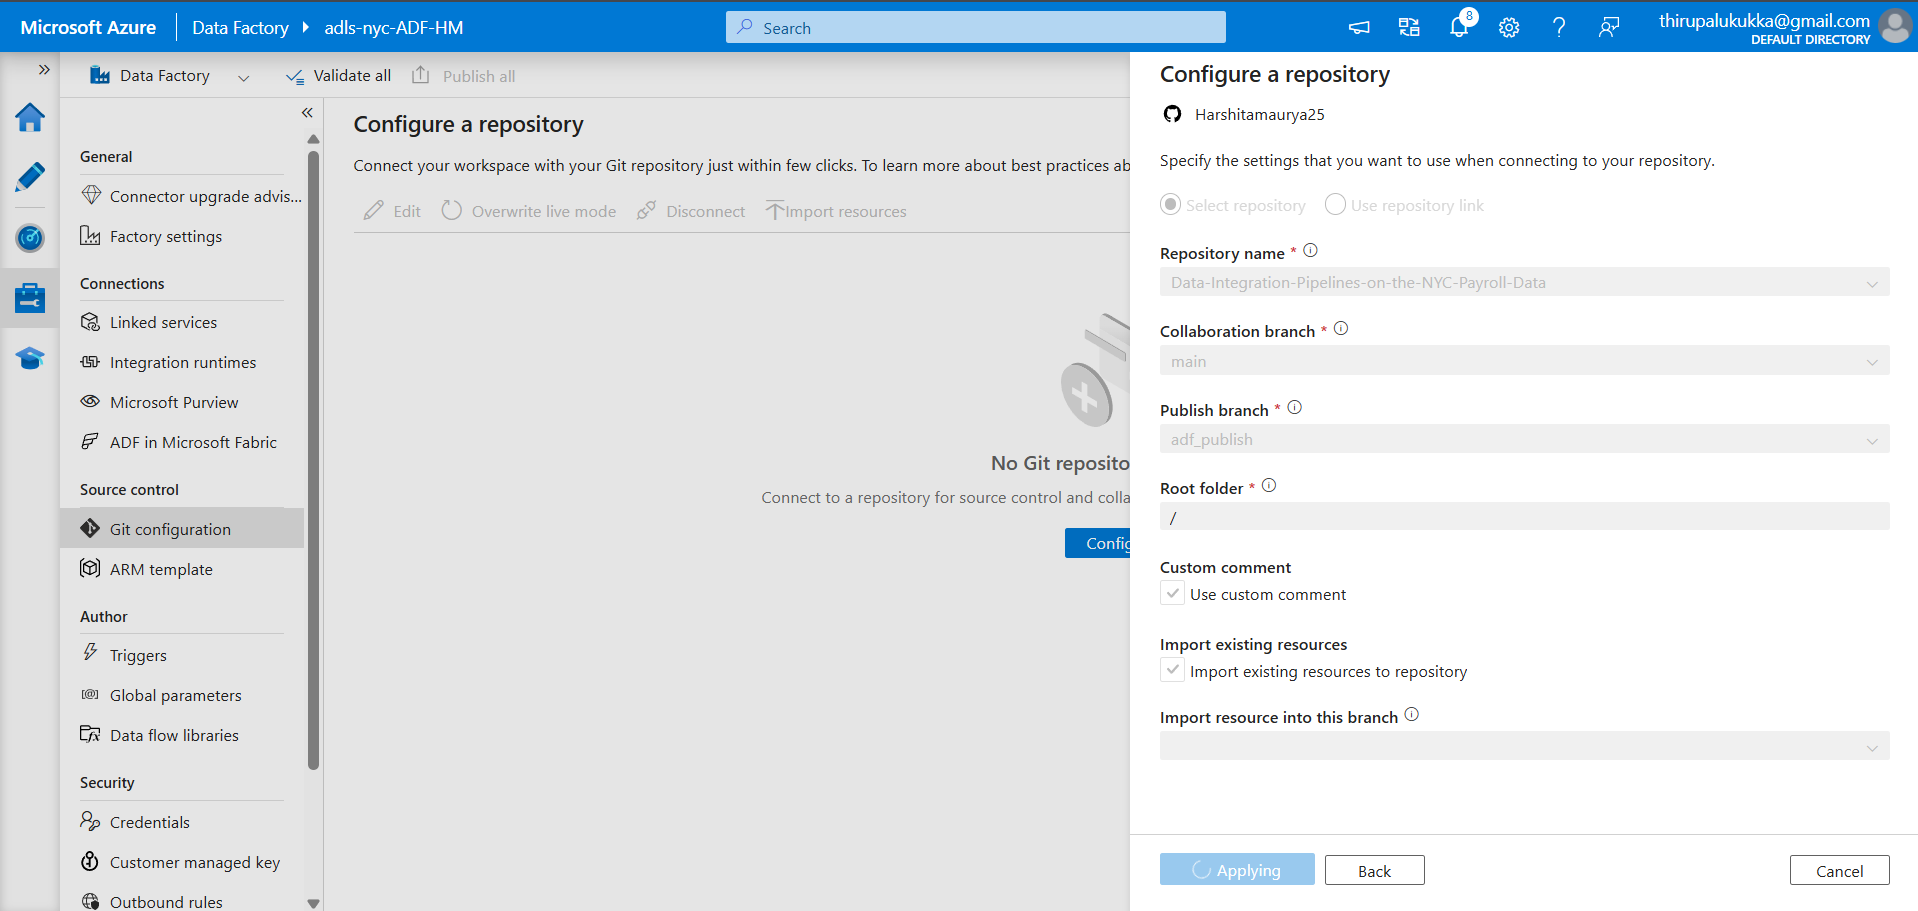 Microsoft Azure
Data Factory
adls-nyc-ADF-HM
Search
8
thirupalukukka@gmail.com
DEFAULT DIRECTORY
Data Factory
Validate all
Publish all
General
Connector upgrade advis...
Factory settings
Connections
Linked services
Integration runtimes
Microsoft Purview
ADF in Microsoft Fabric
Source control
Git configuration
ARM template
Author
Triggers
Global parameters
Data flow libraries
Security
Credentials
Customer managed key
Outbound rules
Configure a repository
Connect your workspace with your Git repository just within few clicks. To learn more about best practices ab
Edit
Overwrite live mode
Disconnect
Import resources
No Git reposito
Connect to a repository for source control and colla
Config
Configure a repository
Harshitamaurya25
Specify the settings that you want to use when connecting to your repository.
Select repository
Use repository link
Repository name *
Data-Integration-Pipelines-on-the-NYC-Payroll-Data
Collaboration branch *
main
Publish branch *
adf_publish
Root folder *
/
Custom comment
Use custom comment
Import existing resources
Import existing resources to repository
Import resource into this branch
Applying
Back
Cancel